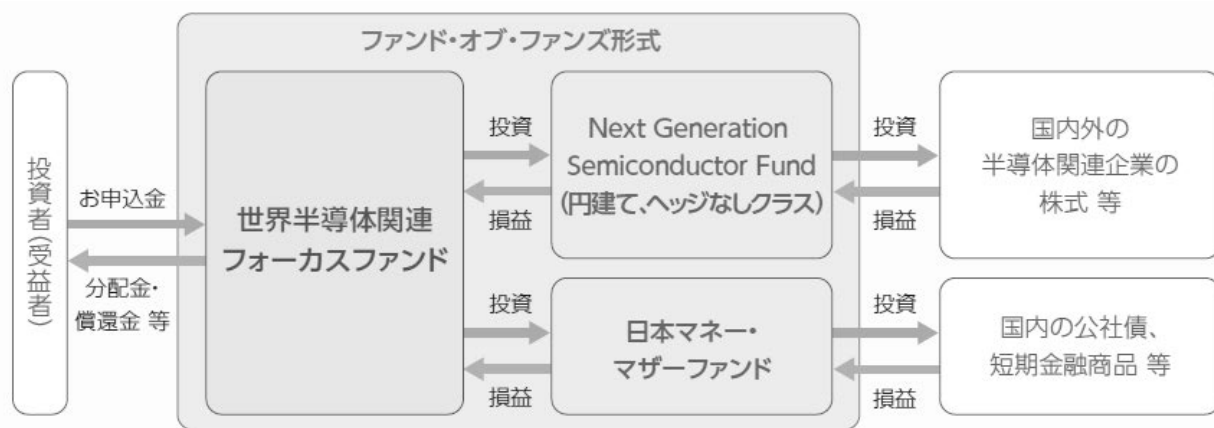 ファンド・オブ・ファンズ形式
投資者(受益者)
お申込金
分配金・
償還金 等
世界半導体関連
フォーカスファンド
投資
損益
Next Generation
Semiconductor Fund
(円建て、ヘッジなしクラス)
投資
損益
国内外の
半導体関連企業の
株式 等
投資
損益
日本マネー・
マザーファンド
投資
損益
国内の公社債、
短期金融商品 等